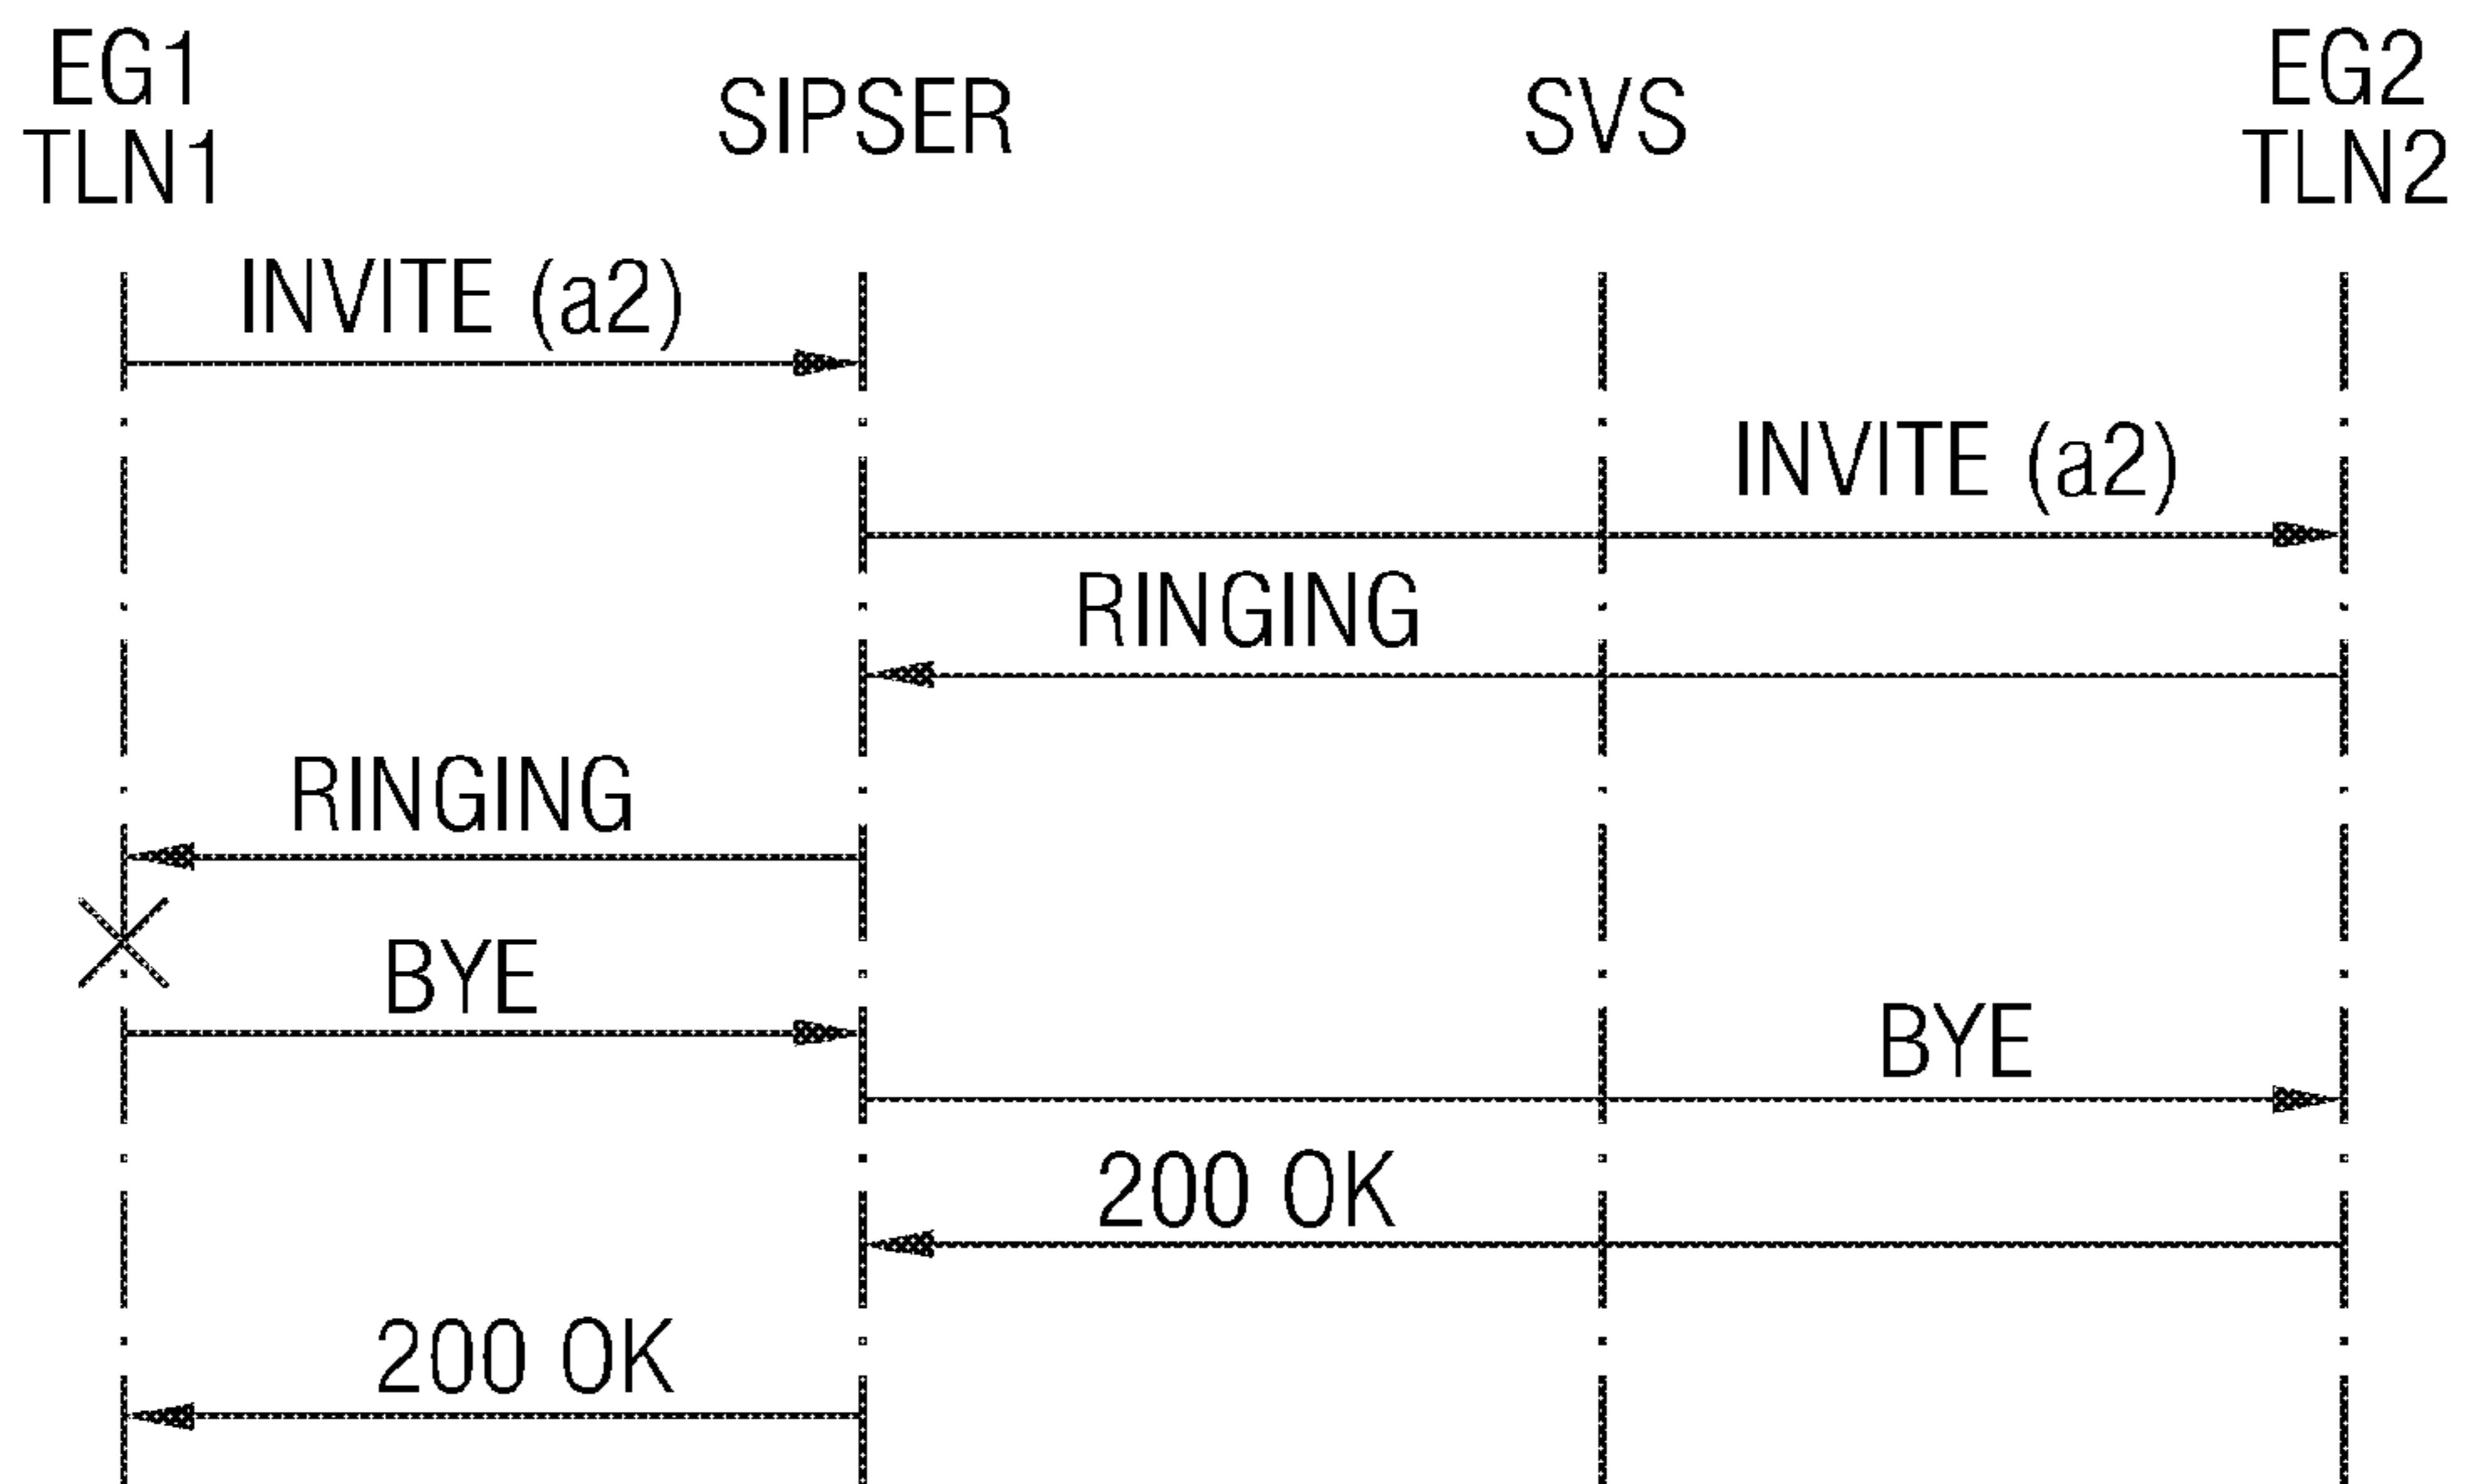 EG1
TLN1
SIPSER
SVS
EG2
TLN2
INVITE (a2)
INVITE (a2)
RINGING
RINGING
BYE
BYE
200 OK
200 OK